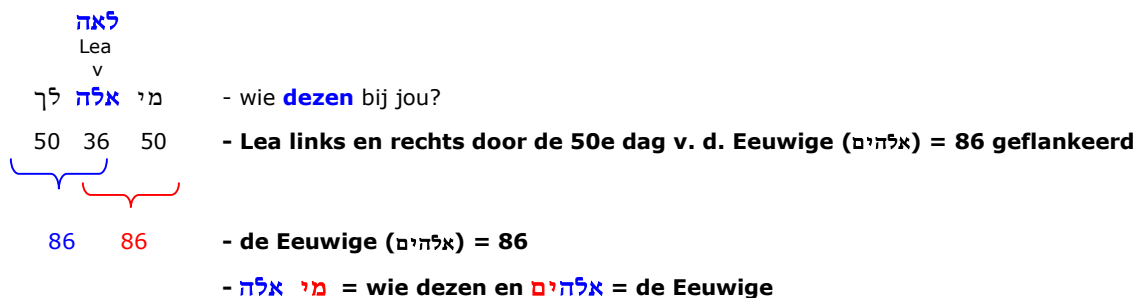 לאה
Lea
v
מי אלה לך - wie dezen bij jou?
50 36 50 - Lea links en rechts door de 50e dag v. d. Eeuwige (אלהים) = 86 geflankeerd
86 86 - de Eeuwige (אלהים) = 86
- מי אלה = wie dezen en אלהים = de Eeuwige